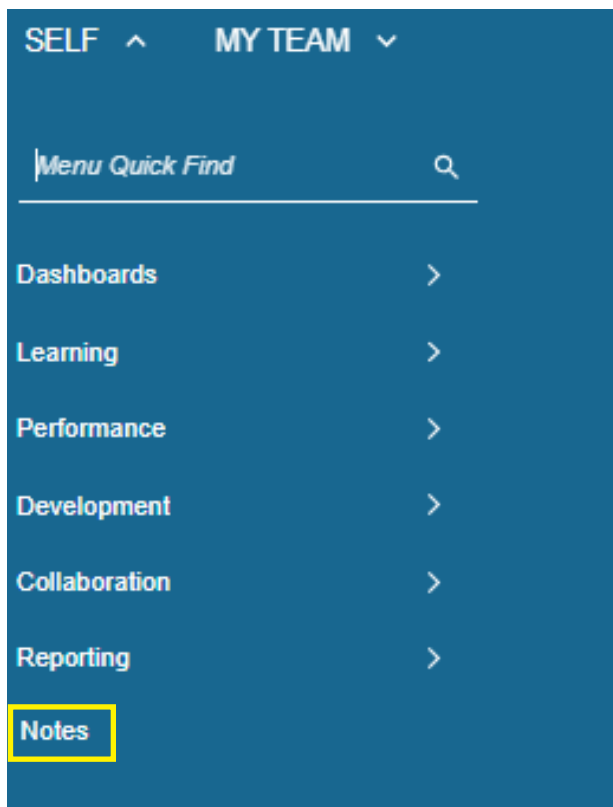 SELF MY TEAM
Menu Quick Find
Dashboards
Learning
Performance
Development
Collaboration
Reporting
Notes